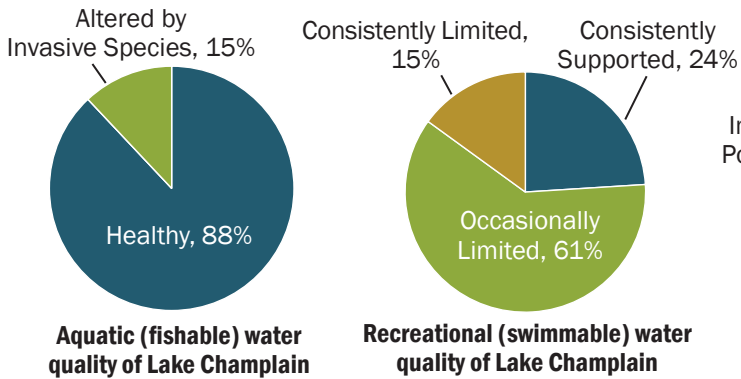 Altered by
Invasive Species, 15%
Healthy, 88%
Aquatic (fishable) water
quality of Lake Champlain
Consistently Limited,
15%
Consistently
Supported, 24%
Occasionally
Limited, 61%
Recreational (swimmable) water
quality of Lake Champlain